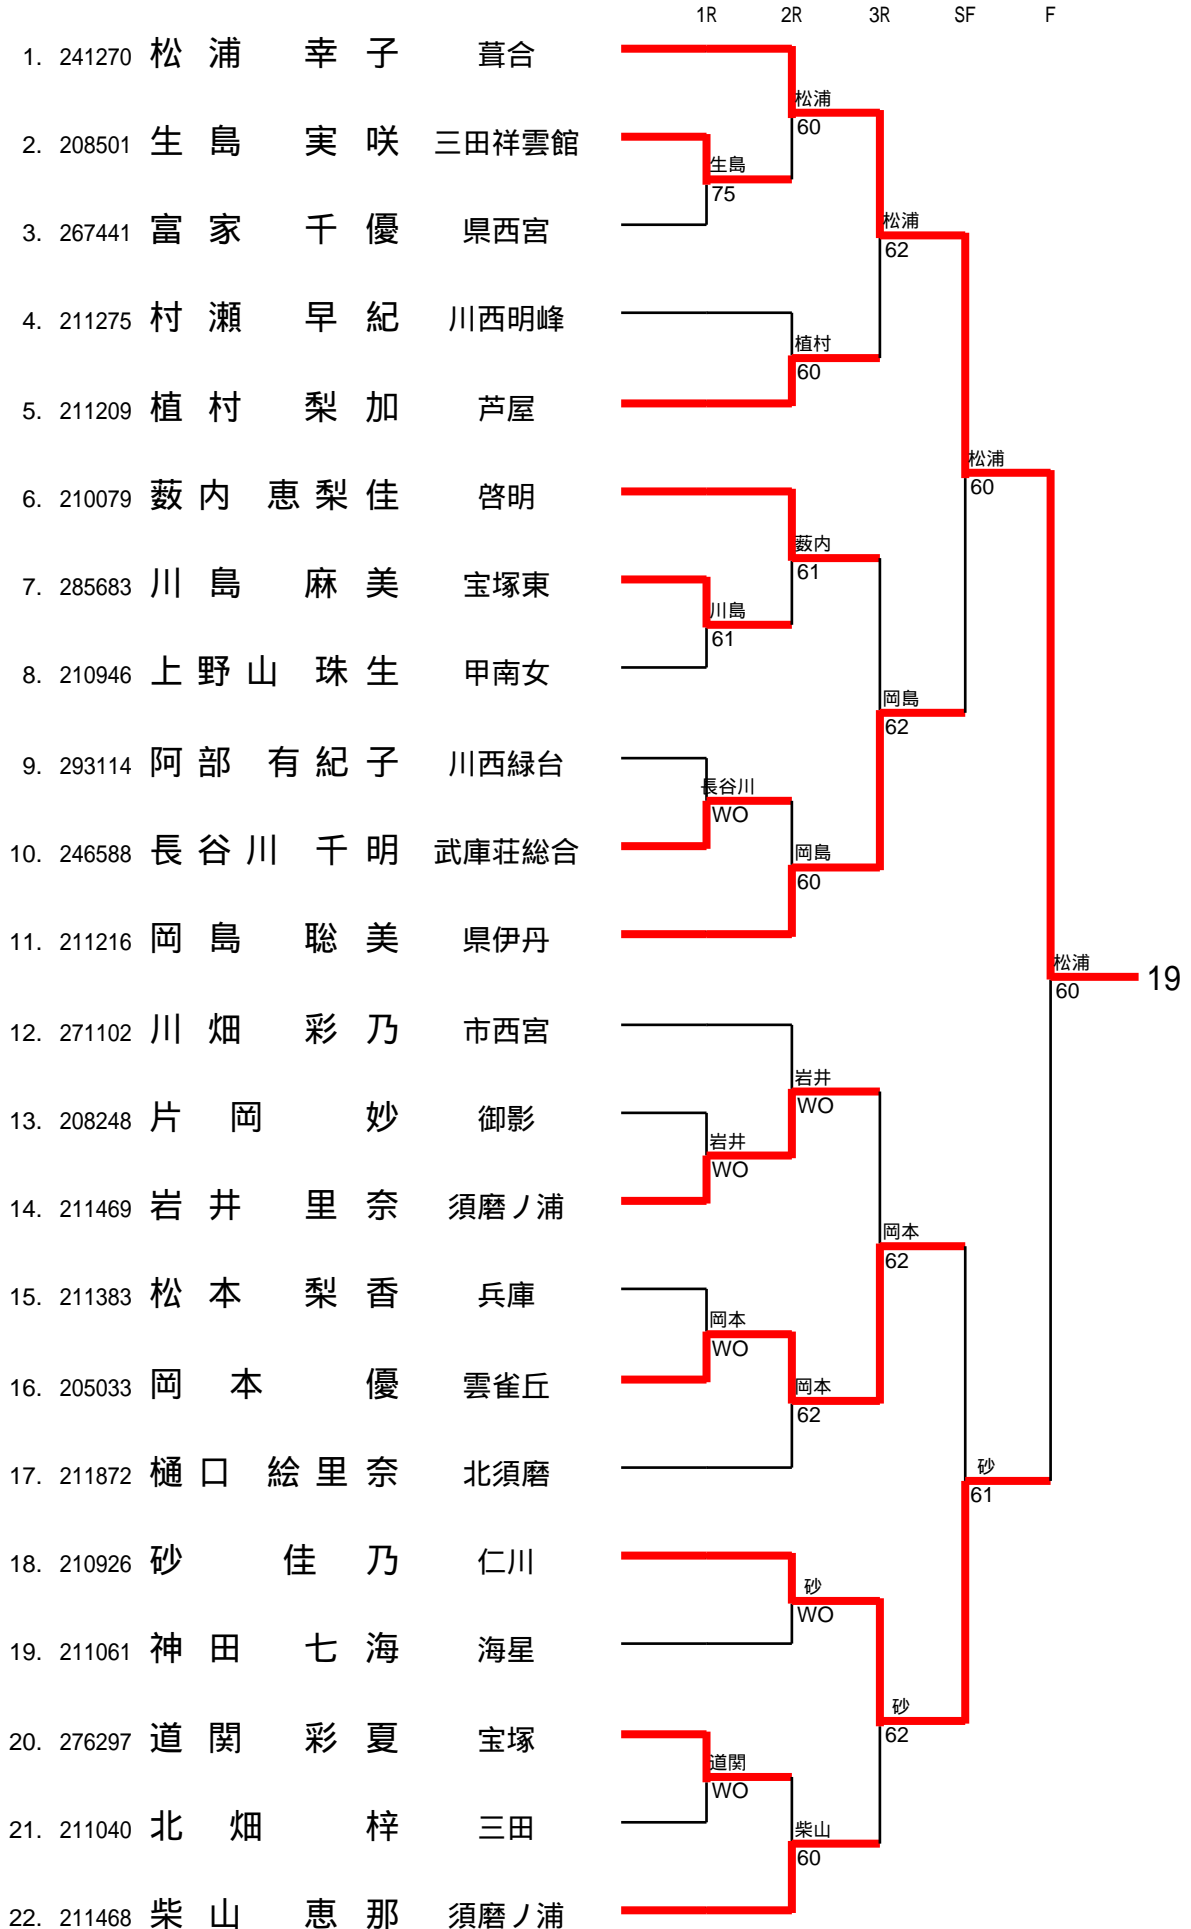 1R 2R 3R SF F
1. 241270 松浦 幸子 葺合
松浦
60
2. 208501 生島 実咲 三田祥雲館
生島
75
3. 267441 富家 千優 県西宮
松浦
62
4. 211275 村瀬 早紀 川西明峰
植村
60
5. 211209 植村 梨加 芦屋
松浦
60
6. 210079 薮内 恵梨佳 啓明
薮内
61
7. 285683 川島 麻美 宝塚東
川島
61
8. 210946 上野山 珠生 甲南女
岡島
62
9. 293114 阿部 有紀子 川西緑台
長谷川
WO
10. 246588 長谷川 千明 武庫荘総合
岡島
60
11. 211216 岡島 聡美 県伊丹
松浦
60
19
12. 271102 川畑 彩乃 市西宮
岩井
WO
13. 208248 片岡 妙 御影
岩井
WO
14. 211469 岩井 里奈 須磨ノ浦
岡本
62
15. 211383 松本 梨香 兵庫
岡本
WO
16. 205033 岡本 優 雲雀丘
岡本
62
17. 211872 樋口 絵里奈 北須磨
砂
61
18. 210926 砂 佳乃 仁川
砂
WO
19. 211061 神田 七海 海星
砂
62
20. 276297 道関 彩夏 宝塚
道関
WO
21. 211040 北畑 梓 三田
柴山
60
22. 211468 柴山 恵那 須磨ノ浦